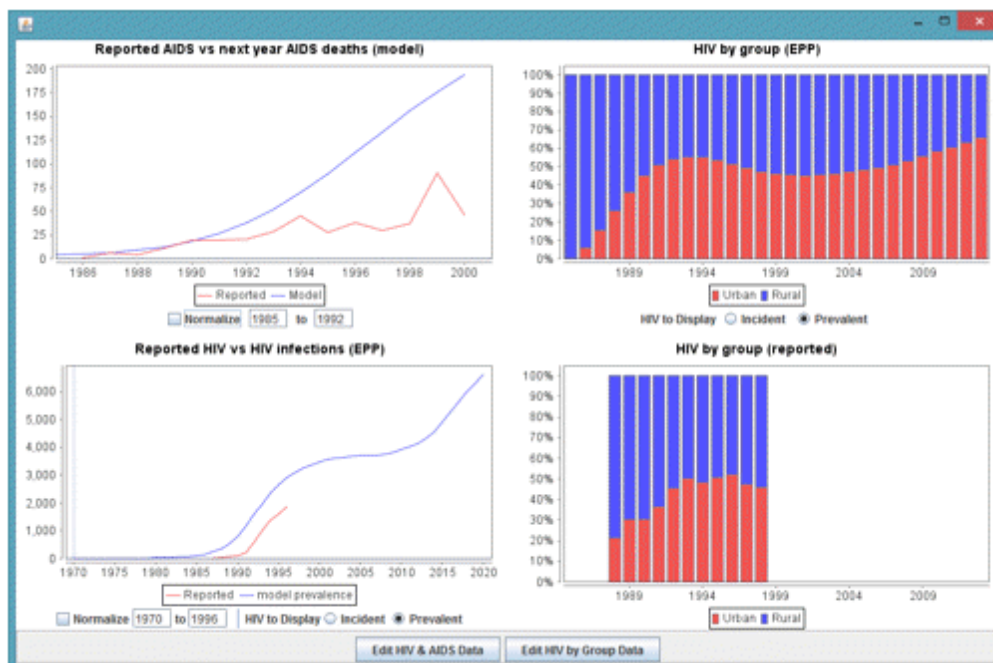 Reported AIDS vs next year AIDS deaths (model)
200
175
150
125
100
75
50
25
0
1986 1988 1990 1992 1994 1996 1998 2000
Reported Model
Normalize 1985 to 1992
HIV by group (EPP)
100%
90%
80%
70%
60%
50%
40%
30%
20%
10%
0%
1989 1994 1999 2004 2009
Urban Rural
HIV to Display Incident Prevalent
Reported HIV vs HIV infections (EPP)
6,000
5,000
4,000
3,000
2,000
1,000
0
1970 1975 1980 1985 1990 1995 2000 2005 2010 2015 2020
Reported model prevalence
Normalize 1970 to 1996 HIV to Display Incident Prevalent
HIV by group (reported)
100%
90%
80%
70%
60%
50%
40%
30%
20%
10%
0%
1989 1994 1999 2004 2009
Urban Rural
Edit HIV & AIDS Data Edit HIV by Group Data